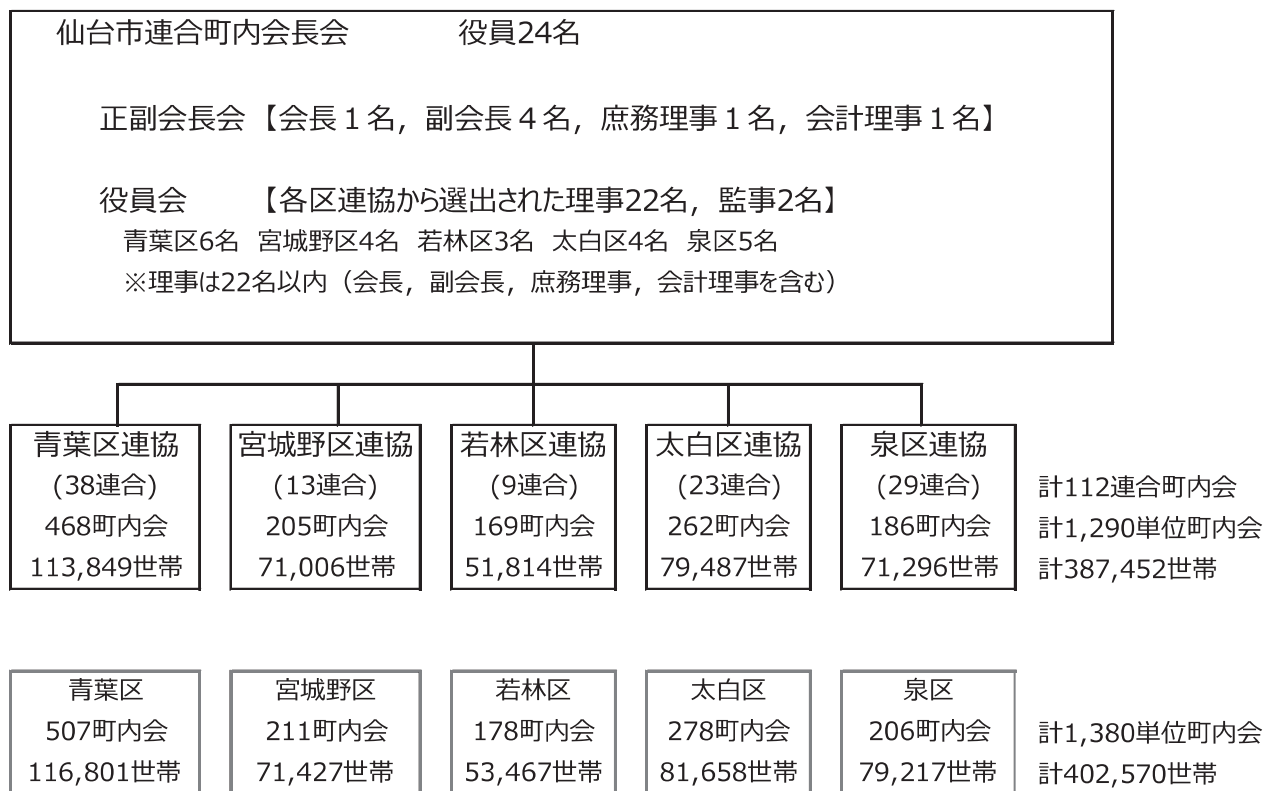 仙台市連合町内会長会　役員24名
正副会長会【会長１名，副会長４名，庶務理事１名，会計理事１名】
役員会　【各区連協から選出された理事22名，監事2名】
青葉区6名　宮城野区4名　若林区3名　太白区4名　泉区5名
※理事は22名以内（会長，副会長，庶務理事，会計理事を含む）
青葉区連協
(38連合)
468町内会
113,849世帯
宮城野区連協
(13連合)
205町内会
71,006世帯
若林区連協
(9連合)
169町内会
51,814世帯
太白区連協
(23連合)
262町内会
79,487世帯
泉区連協
(29連合)
186町内会
71,296世帯
計112連合町内会
計1,290単位町内会
計387,452世帯
青葉区
507町内会
116,801世帯
宮城野区
211町内会
71,427世帯
若林区
178町内会
53,467世帯
太白区
278町内会
81,658世帯
泉区
206町内会
79,217世帯
計1,380単位町内会
計402,570世帯